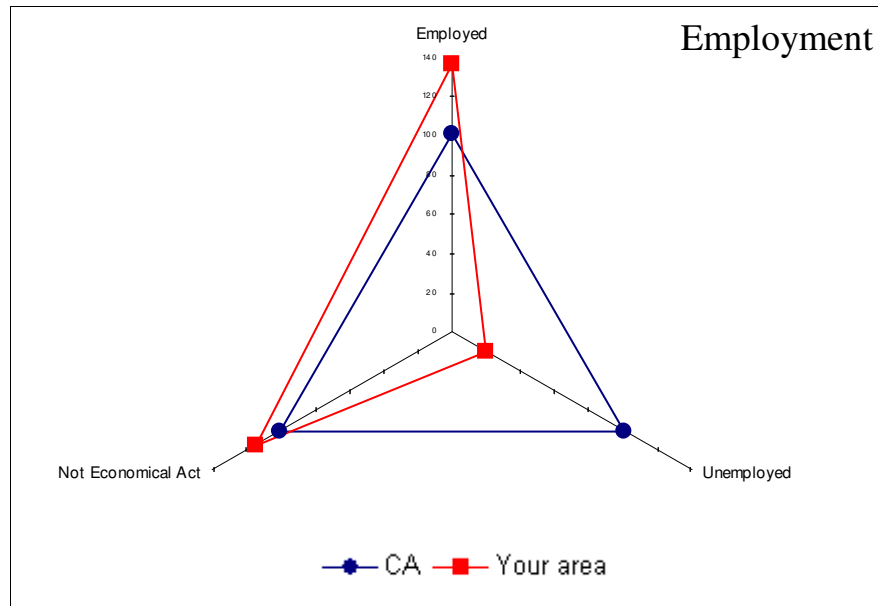 Employment
Employed
140
120
100
80
60
40
20
0
Not Economical Act
Unemployed
CA
Your area